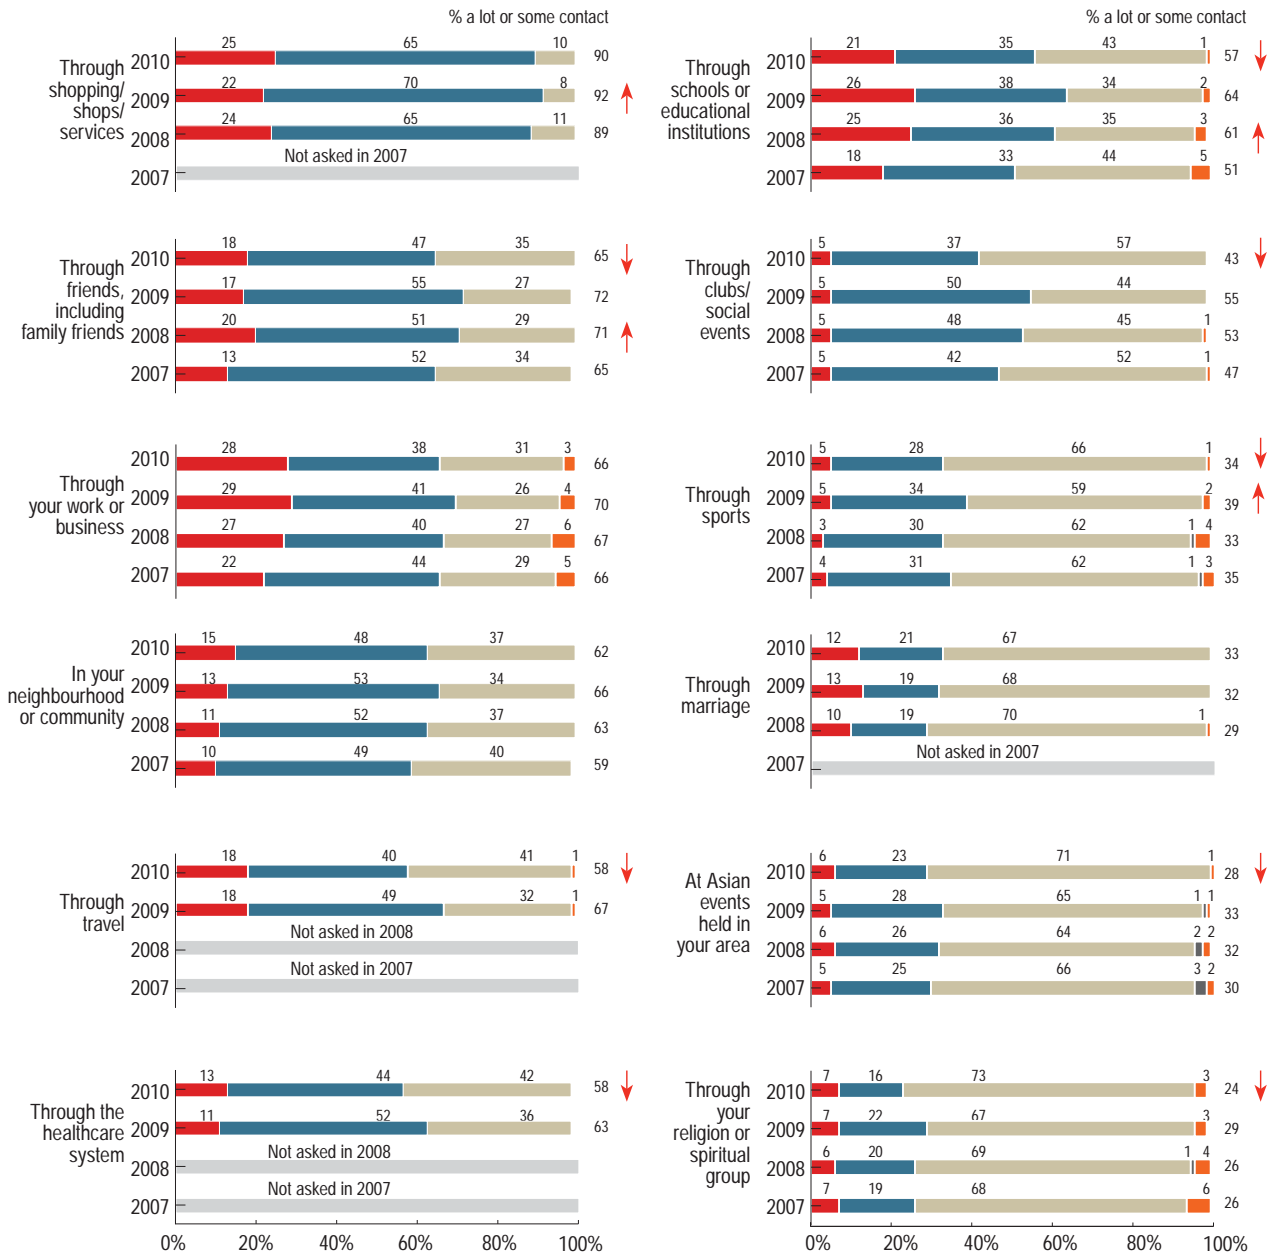 % a lot or some contact
Through shopping/ shops/ services
2010 25 65 10 90
2009 22 70 8 92
2008 24 65 11 89
2007 Not asked in 2007
Through friends, including family friends
2010 18 47 35 65
2009 17 55 27 72
2008 20 51 29 71
2007 13 52 34 65
Through your work or business
2010 28 38 31 3 66
2009 29 41 26 4 70
2008 27 40 27 6 67
2007 22 44 29 5 66
In your neighbourhood or community
2010 15 48 37 62
2009 13 53 34 66
2008 11 52 37 63
2007 10 49 40 59
Through travel
2010 18 40 41 1 58
2009 18 49 32 1 67
2008 Not asked in 2008
2007 Not asked in 2007
Through the healthcare system
2010 13 44 42 58
2009 11 52 36 63
2008 Not asked in 2008
2007 Not asked in 2007
0% 20% 40% 60% 80% 100%
% a lot or some contact
Through schools or educational institutions
2010 21 35 43 1 57
2009 26 38 34 2 64
2008 25 36 35 3 61
2007 18 33 44 5 51
Through clubs/ social events
2010 5 37 57 43
2009 5 50 44 55
2008 5 48 45 1 53
2007 5 42 52 1 47
Through sports
2010 5 28 66 1 34
2009 5 34 59 2 39
2008 3 30 62 1 4 33
2007 4 31 62 1 3 35
Through marriage
2010 12 21 67 33
2009 13 19 68 32
2008 10 19 70 1 29
2007 Not asked in 2007
At Asian events held in your area
2010 6 23 71 1 28
2009 5 28 65 1 1 33
2008 6 26 64 2 2 32
2007 5 25 66 3 2 30
Through your religion or spiritual group
2010 7 16 73 3 24
2009 7 22 67 3 29
2008 6 20 69 1 4 26
2007 7 19 68 6 26
0% 20% 40% 60% 80% 100%